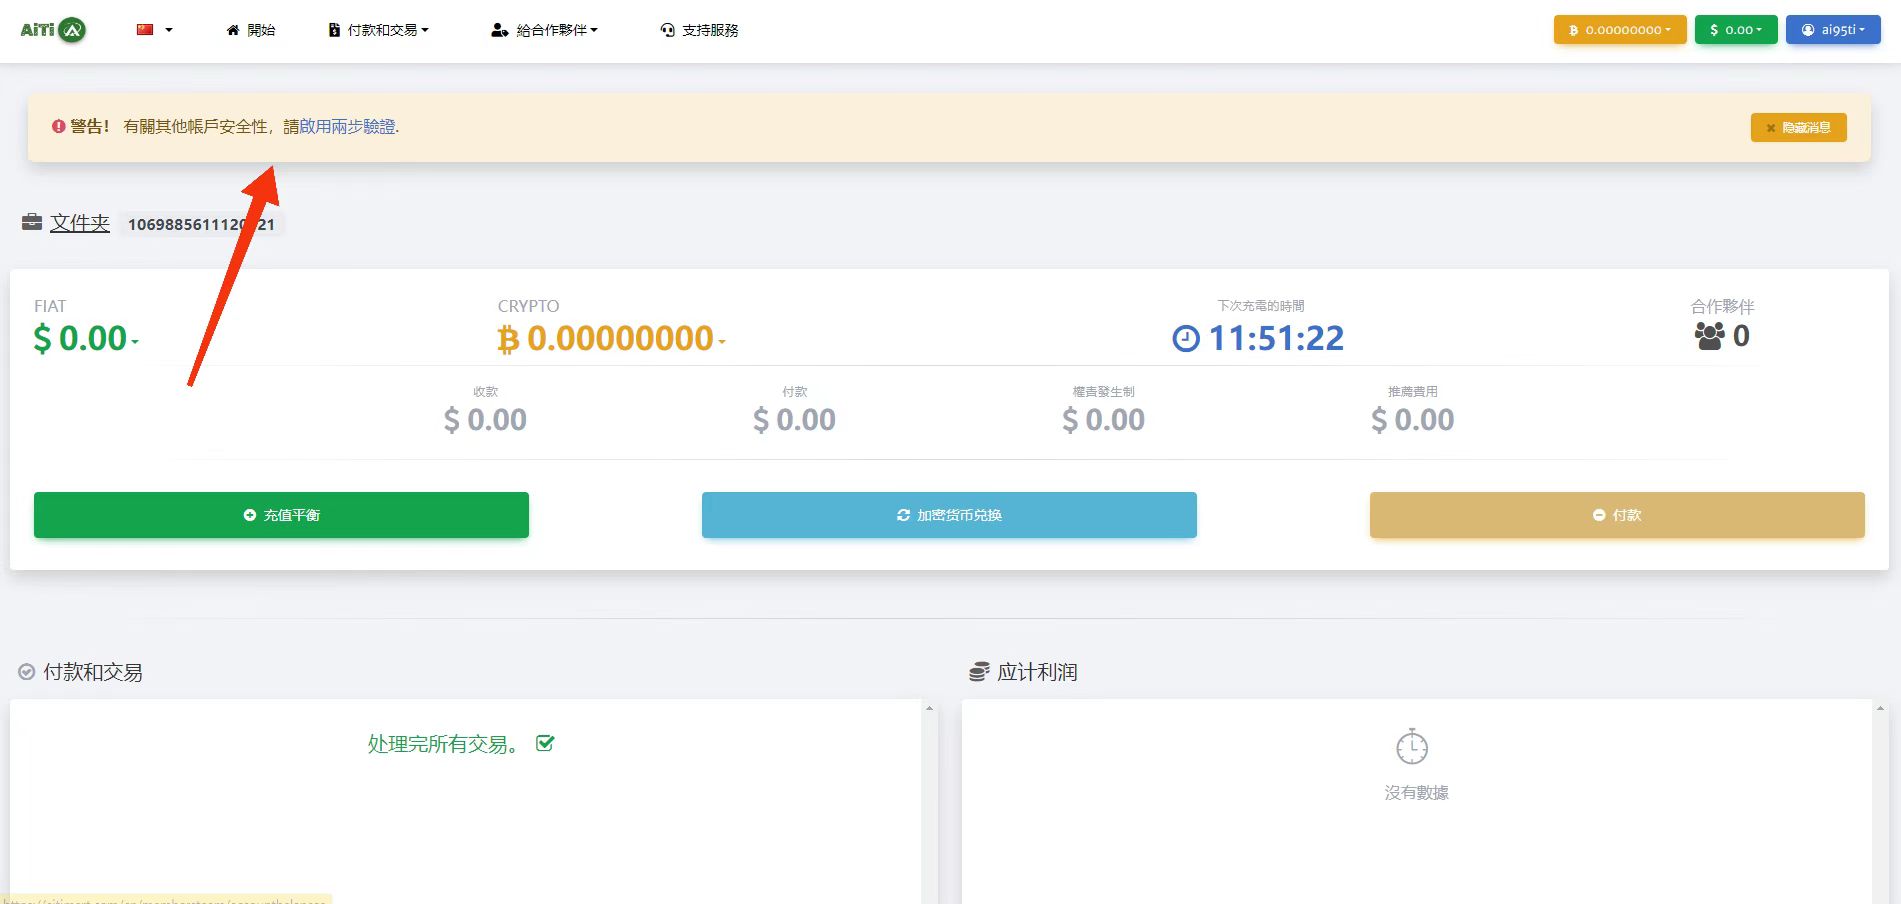 AiTi
開始
付款和交易
給合作夥伴
支持服務
0.00000000
$ 0.00
ai95ti
警告! 有關其他帳戶安全性，請啟用兩步驗證.
隐藏消息
文件夹
FIAT
CRYPTO
下次充電的時間
合作夥伴
$ 0.00
0.00000000
11:51:22
0
收款
付款
權責發生制
推薦費用
$ 0.00
$ 0.00
$ 0.00
$ 0.00
充值平衡
加密货币兑换
付款
付款和交易
应计利润
处理完所有交易。
沒有數據